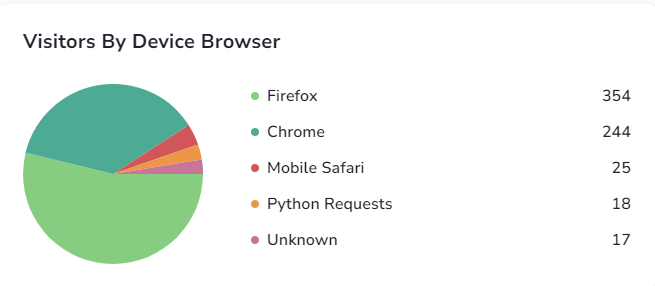 Visitors By Device Browser
Firefox 354
Chrome 244
Mobile Safari 25
Python Requests 18
Unknown 17